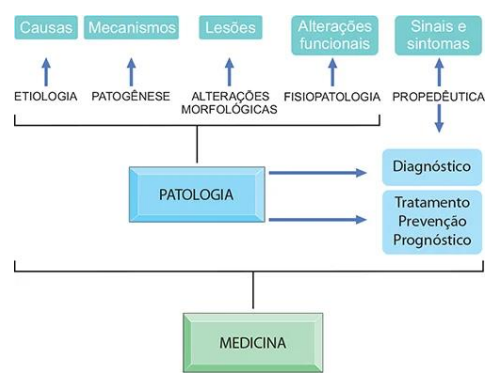 Causas
Mecanismos
Lesões
Alterações
funcionais
Sinais e
sintomas
ETIOLOGIA
PATOGÊNESE
ALTERAÇÕES
MORFOLÓGICAS
FISIOPATOLOGIA
PROPEDÊUTICA
PATOLOGIA
Diagnóstico
Tratamento
Prevenção
Prognóstico
MEDICINA